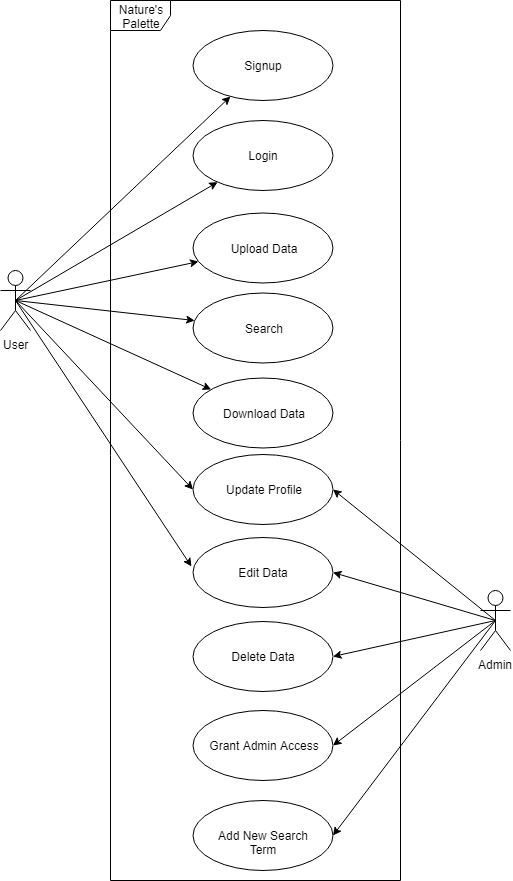 Nature's
Palette
Signup
Login
Upload Data
User
Search
Download Data
Update Profile
Edit Data
Delete Data
Admin
Grant Admin Access
Add New Search
Term